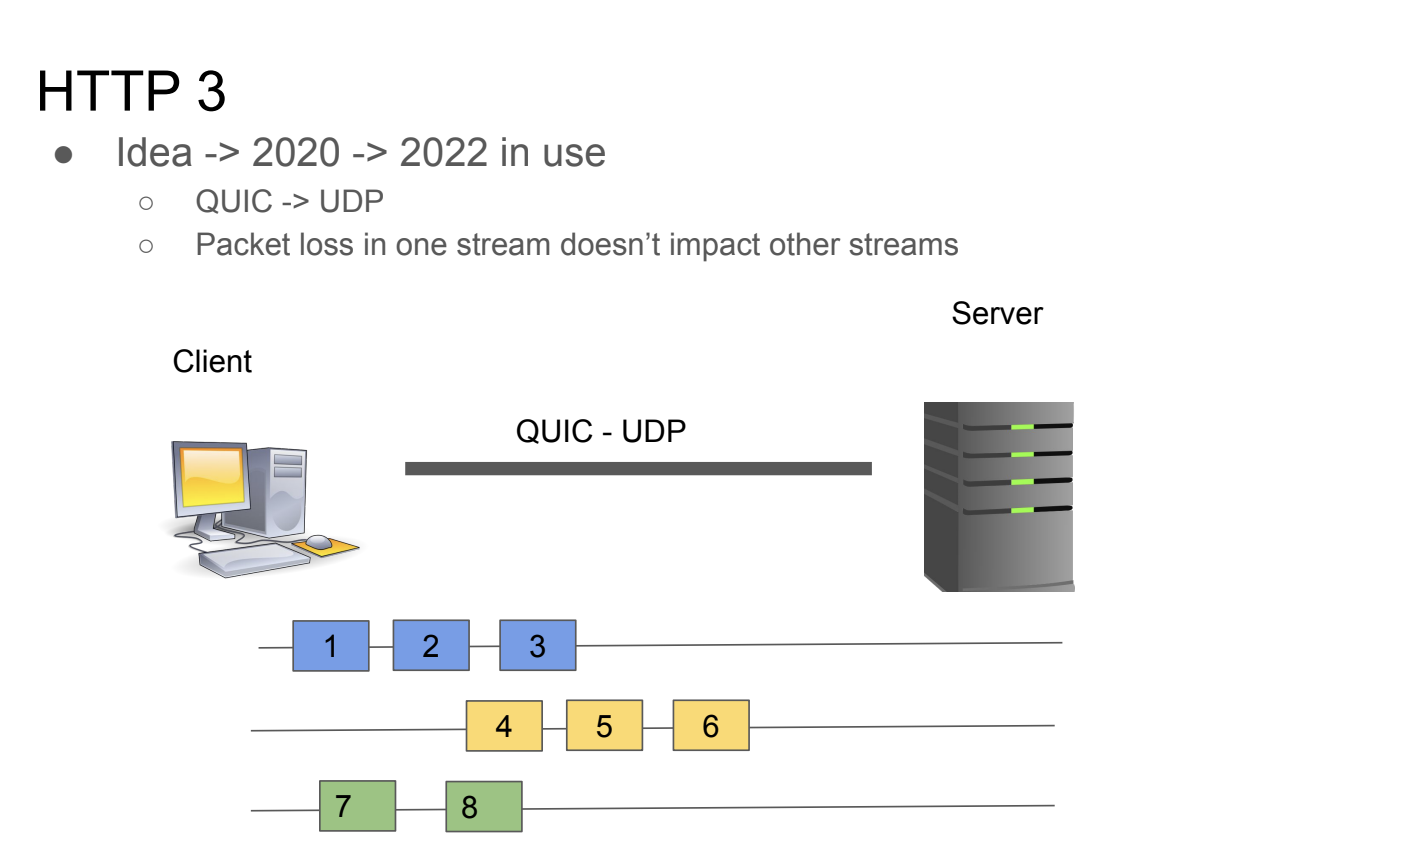 HTTP 3
● Idea -> 2020 -> 2022 in use
○ QUIC -> UDP
○ Packet loss in one stream doesn’t impact other streams
Server
Client
QUIC - UDP
1 2 3
4 5 6
7 8